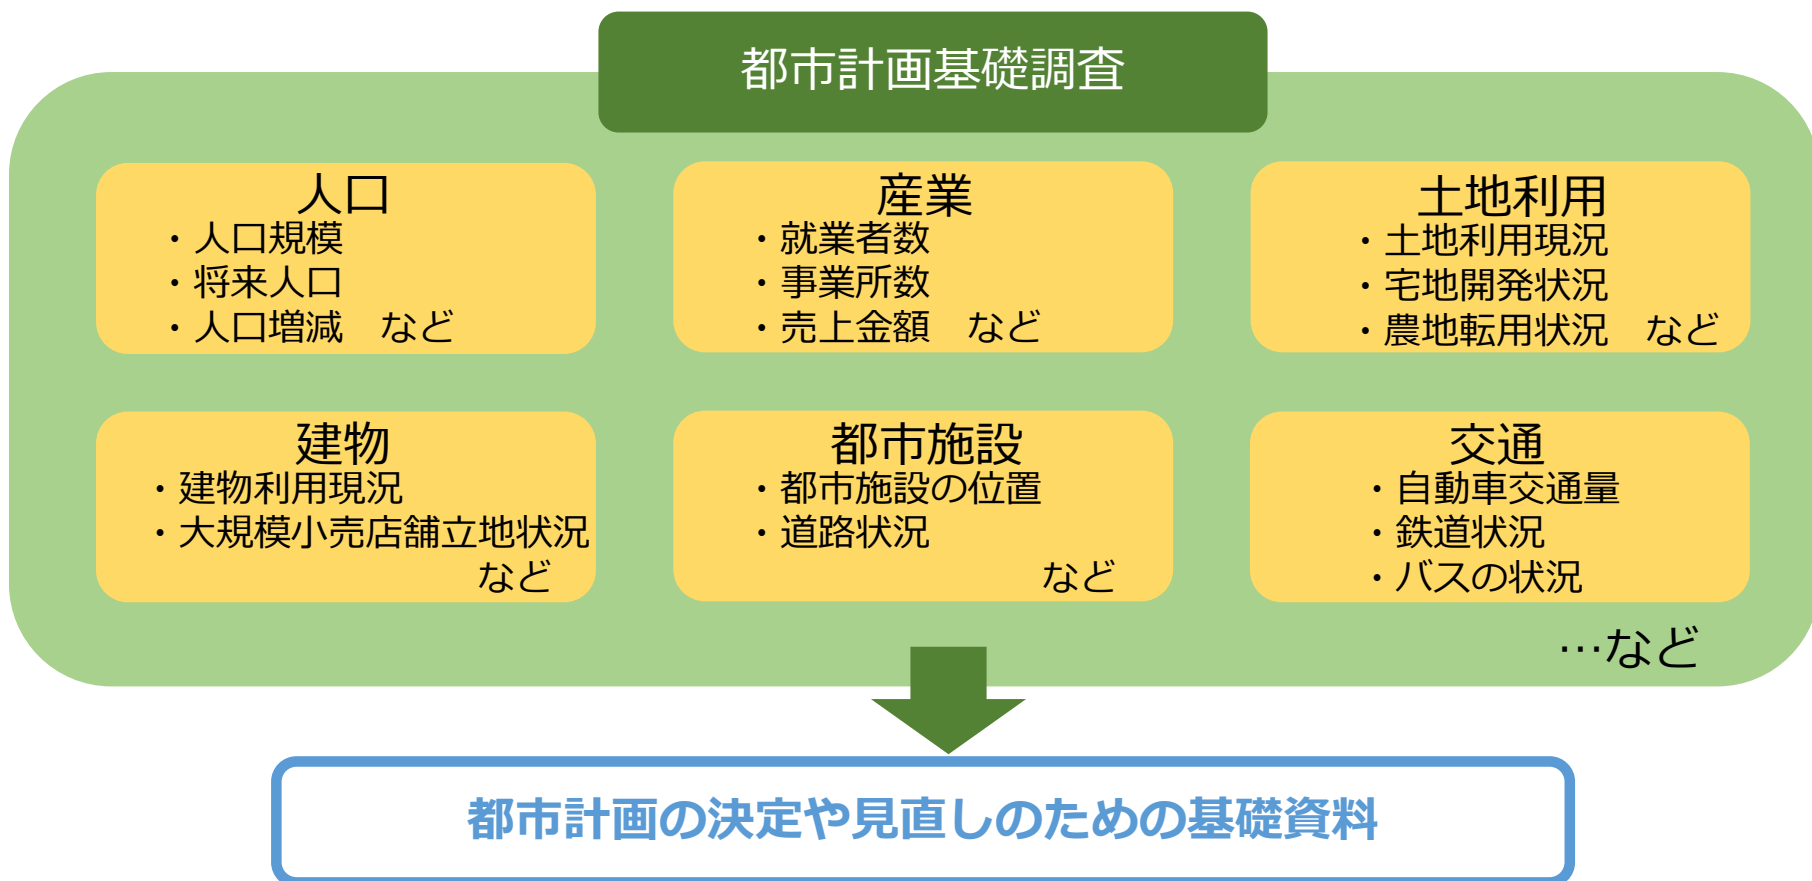 都市計画基礎調査
人口
・人口規模
・将来人口
・人口増減　など
産業
・就業者数
・事業所数
・売上金額　など
土地利用
・土地利用現況
・宅地開発状況
・農地転用状況　など
建物
・建物利用現況
・大規模小売店舗立地状況
など
都市施設
・都市施設の位置
・道路状況
など
交通
・自動車交通量
・鉄道状況
・バスの状況
…など
都市計画の決定や見直しのための基礎資料